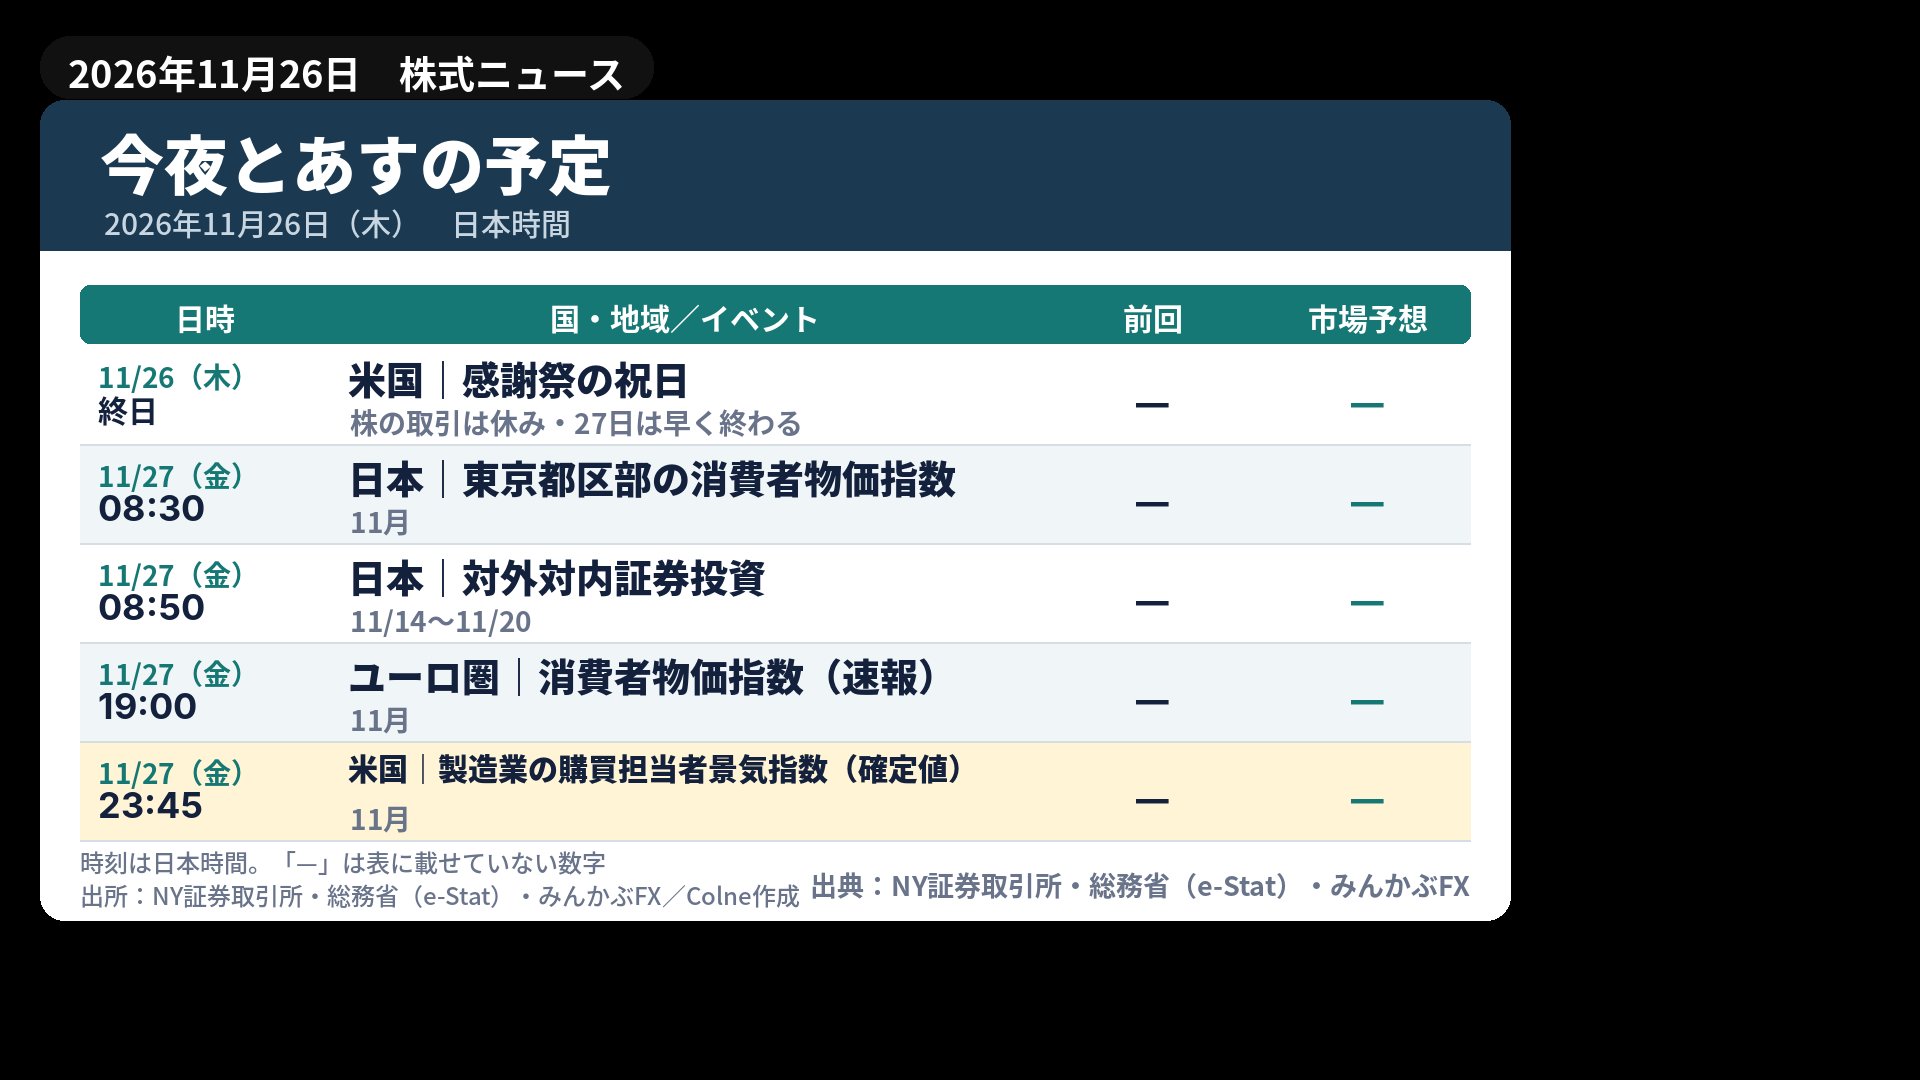 2026年11月26日　株式ニュース
今夜とあすの予定
2026年11月26日（木）　日本時間
日時　国・地域／イベント　前回　市場予想
11/26（木）
終日
米国｜感謝祭の祝日
株の取引は休み・27日は早く終わる
—　—
11/27（金）
08:30
日本｜東京都区部の消費者物価指数
11月
—　—
11/27（金）
08:50
日本｜対外対内証券投資
11/14〜11/20
—　—
11/27（金）
19:00
ユーロ圏｜消費者物価指数（速報）
11月
—　—
11/27（金）
23:45
米国｜製造業の購買担当者景気指数（確定値）
11月
—　—
時刻は日本時間。「—」は表に載せていない数字
出所：NY証券取引所・総務省（e-Stat）・みんかぶFX／Colne作成
出典：NY証券取引所・総務省（e-Stat）・みんかぶFX